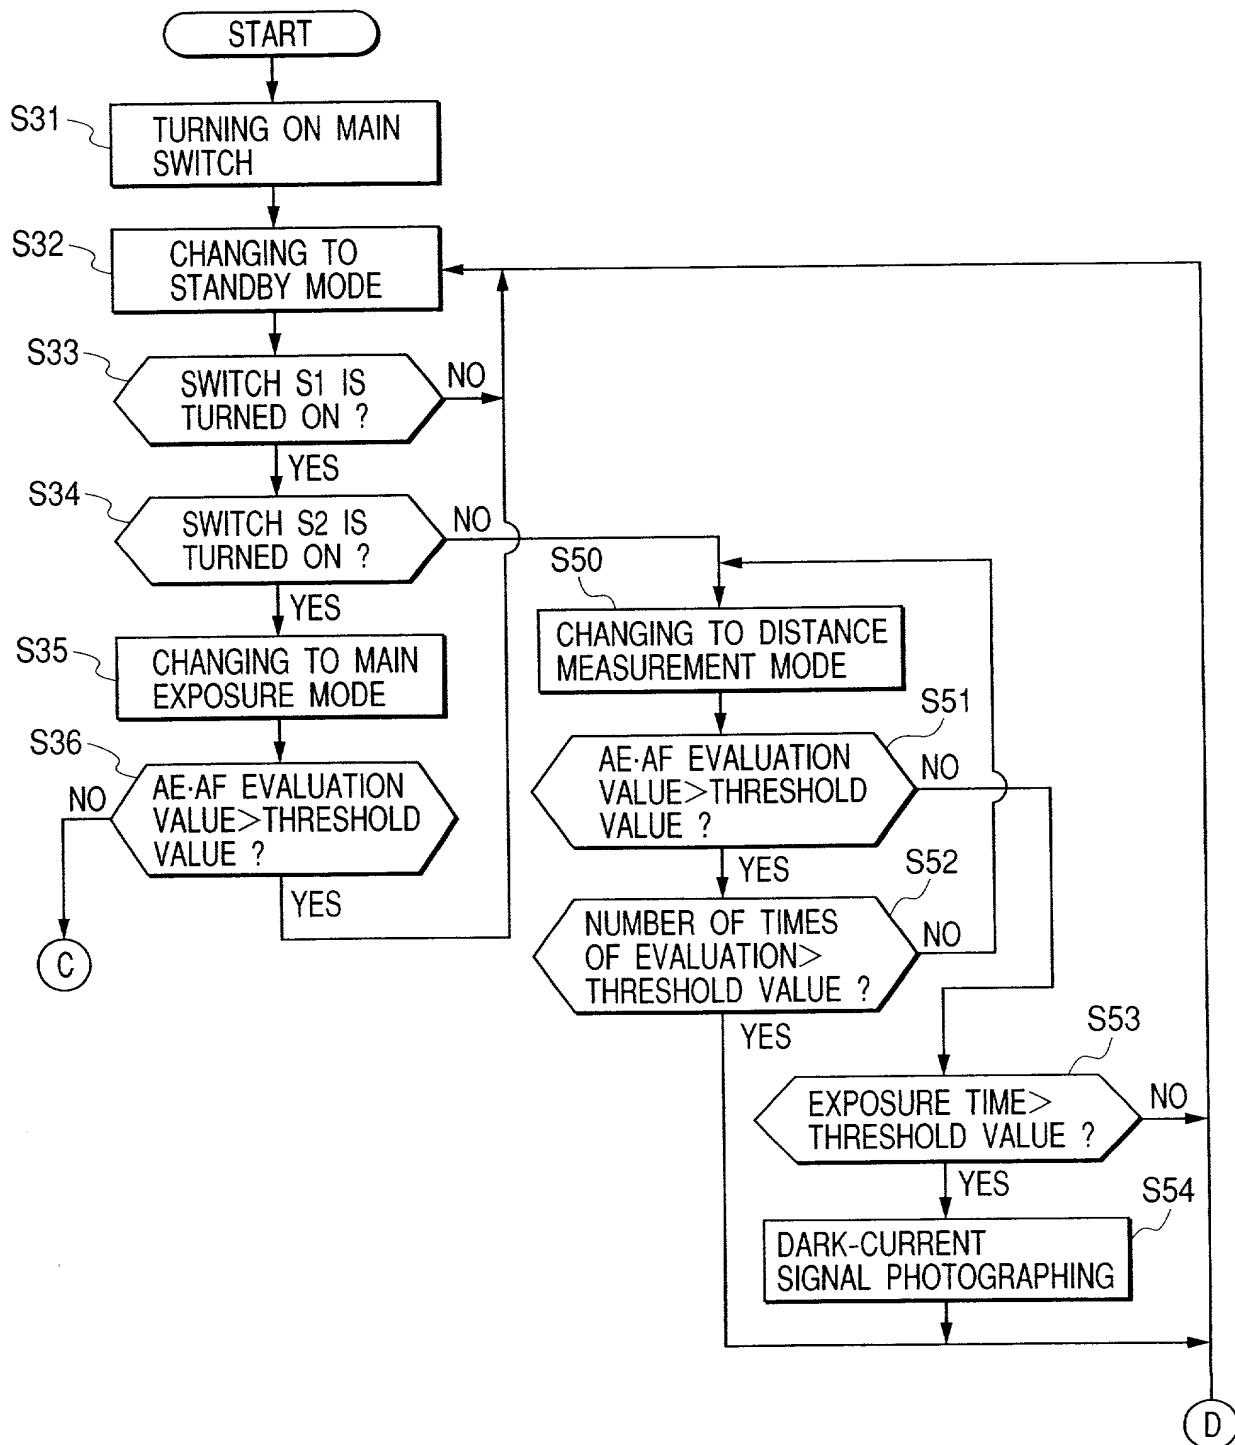 START
S31
TURNING ON MAIN
SWITCH
S32
CHANGING TO
STANDBY MODE
S33
SWITCH S1 IS
TURNED ON ?
NO
YES
S34
SWITCH S2 IS
TURNED ON ?
NO
YES
S35
CHANGING TO MAIN
EXPOSURE MODE
S36
AE·AF EVALUATION
VALUE>THRESHOLD
VALUE ?
NO
YES
C
S50
CHANGING TO DISTANCE
MEASUREMENT MODE
S51
AE·AF EVALUATION
VALUE>THRESHOLD
VALUE ?
NO
YES
S52
NUMBER OF TIMES
OF EVALUATION>
THRESHOLD VALUE ?
NO
YES
S53
EXPOSURE TIME>
THRESHOLD VALUE ?
NO
YES
S54
DARK-CURRENT
SIGNAL PHOTOGRAPHING
D